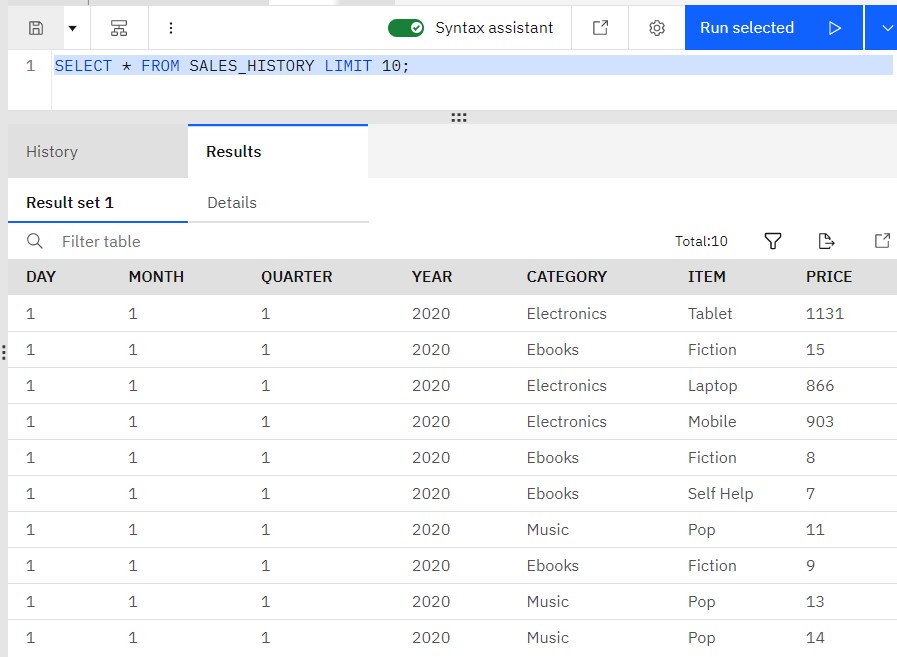 Syntax assistant Run selected
1 SELECT * FROM SALES_HISTORY LIMIT 10;
History Results
Result set 1 Details
Filter table Total:10
DAY MONTH QUARTER YEAR CATEGORY ITEM PRICE
1 1 1 2020 Electronics Tablet 1131
1 1 1 2020 Ebooks Fiction 15
1 1 1 2020 Electronics Laptop 866
1 1 1 2020 Electronics Mobile 903
1 1 1 2020 Ebooks Fiction 8
1 1 1 2020 Ebooks Self Help 7
1 1 1 2020 Music Pop 11
1 1 1 2020 Ebooks Fiction 9
1 1 1 2020 Music Pop 13
1 1 1 2020 Music Pop 14